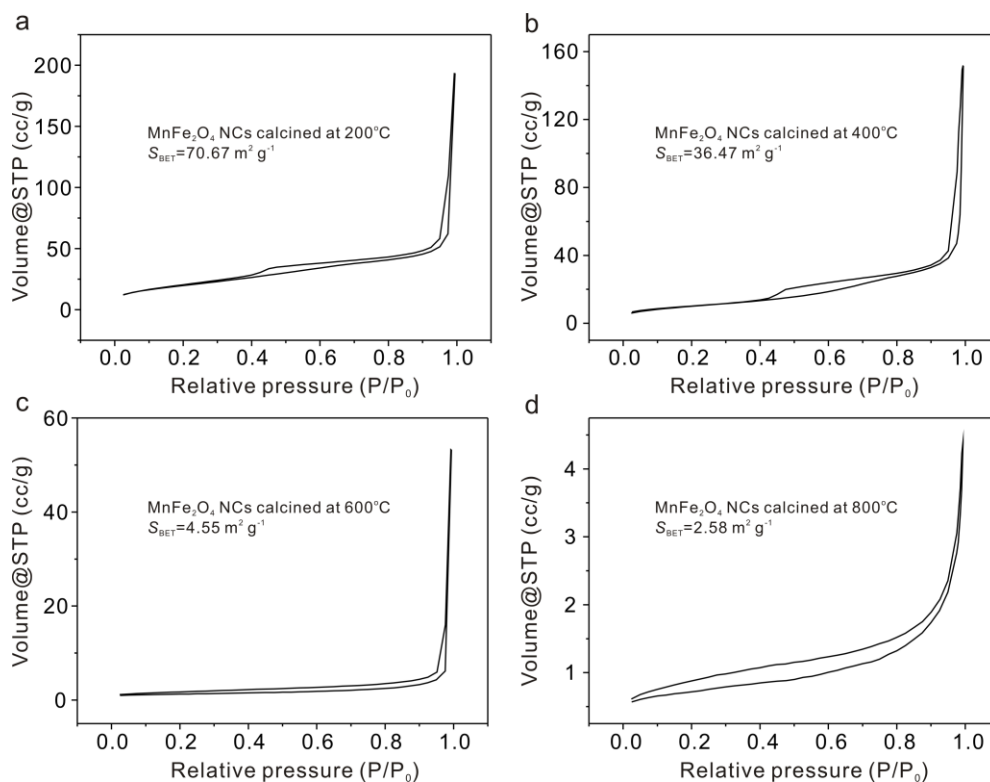 a
200
150
100
50
0
Volume@STP (cc/g)
MnFe₂O₄ NCs calcined at 200°C
S_BET=70.67 m² g⁻¹
0.0 0.2 0.4 0.6 0.8 1.0
Relative pressure (P/P₀)
b
160
120
80
40
0
Volume@STP (cc/g)
MnFe₂O₄ NCs calcined at 400°C
S_BET=36.47 m² g⁻¹
0.0 0.2 0.4 0.6 0.8 1.0
Relative pressure (P/P₀)
c
60
40
20
0
Volume@STP (cc/g)
MnFe₂O₄ NCs calcined at 600°C
S_BET=4.55 m² g⁻¹
0.0 0.2 0.4 0.6 0.8 1.0
Relative pressure (P/P₀)
d
4
3
2
1
Volume@STP (cc/g)
MnFe₂O₄ NCs calcined at 800°C
S_BET=2.58 m² g⁻¹
0.0 0.2 0.4 0.6 0.8 1.0
Relative pressure (P/P₀)